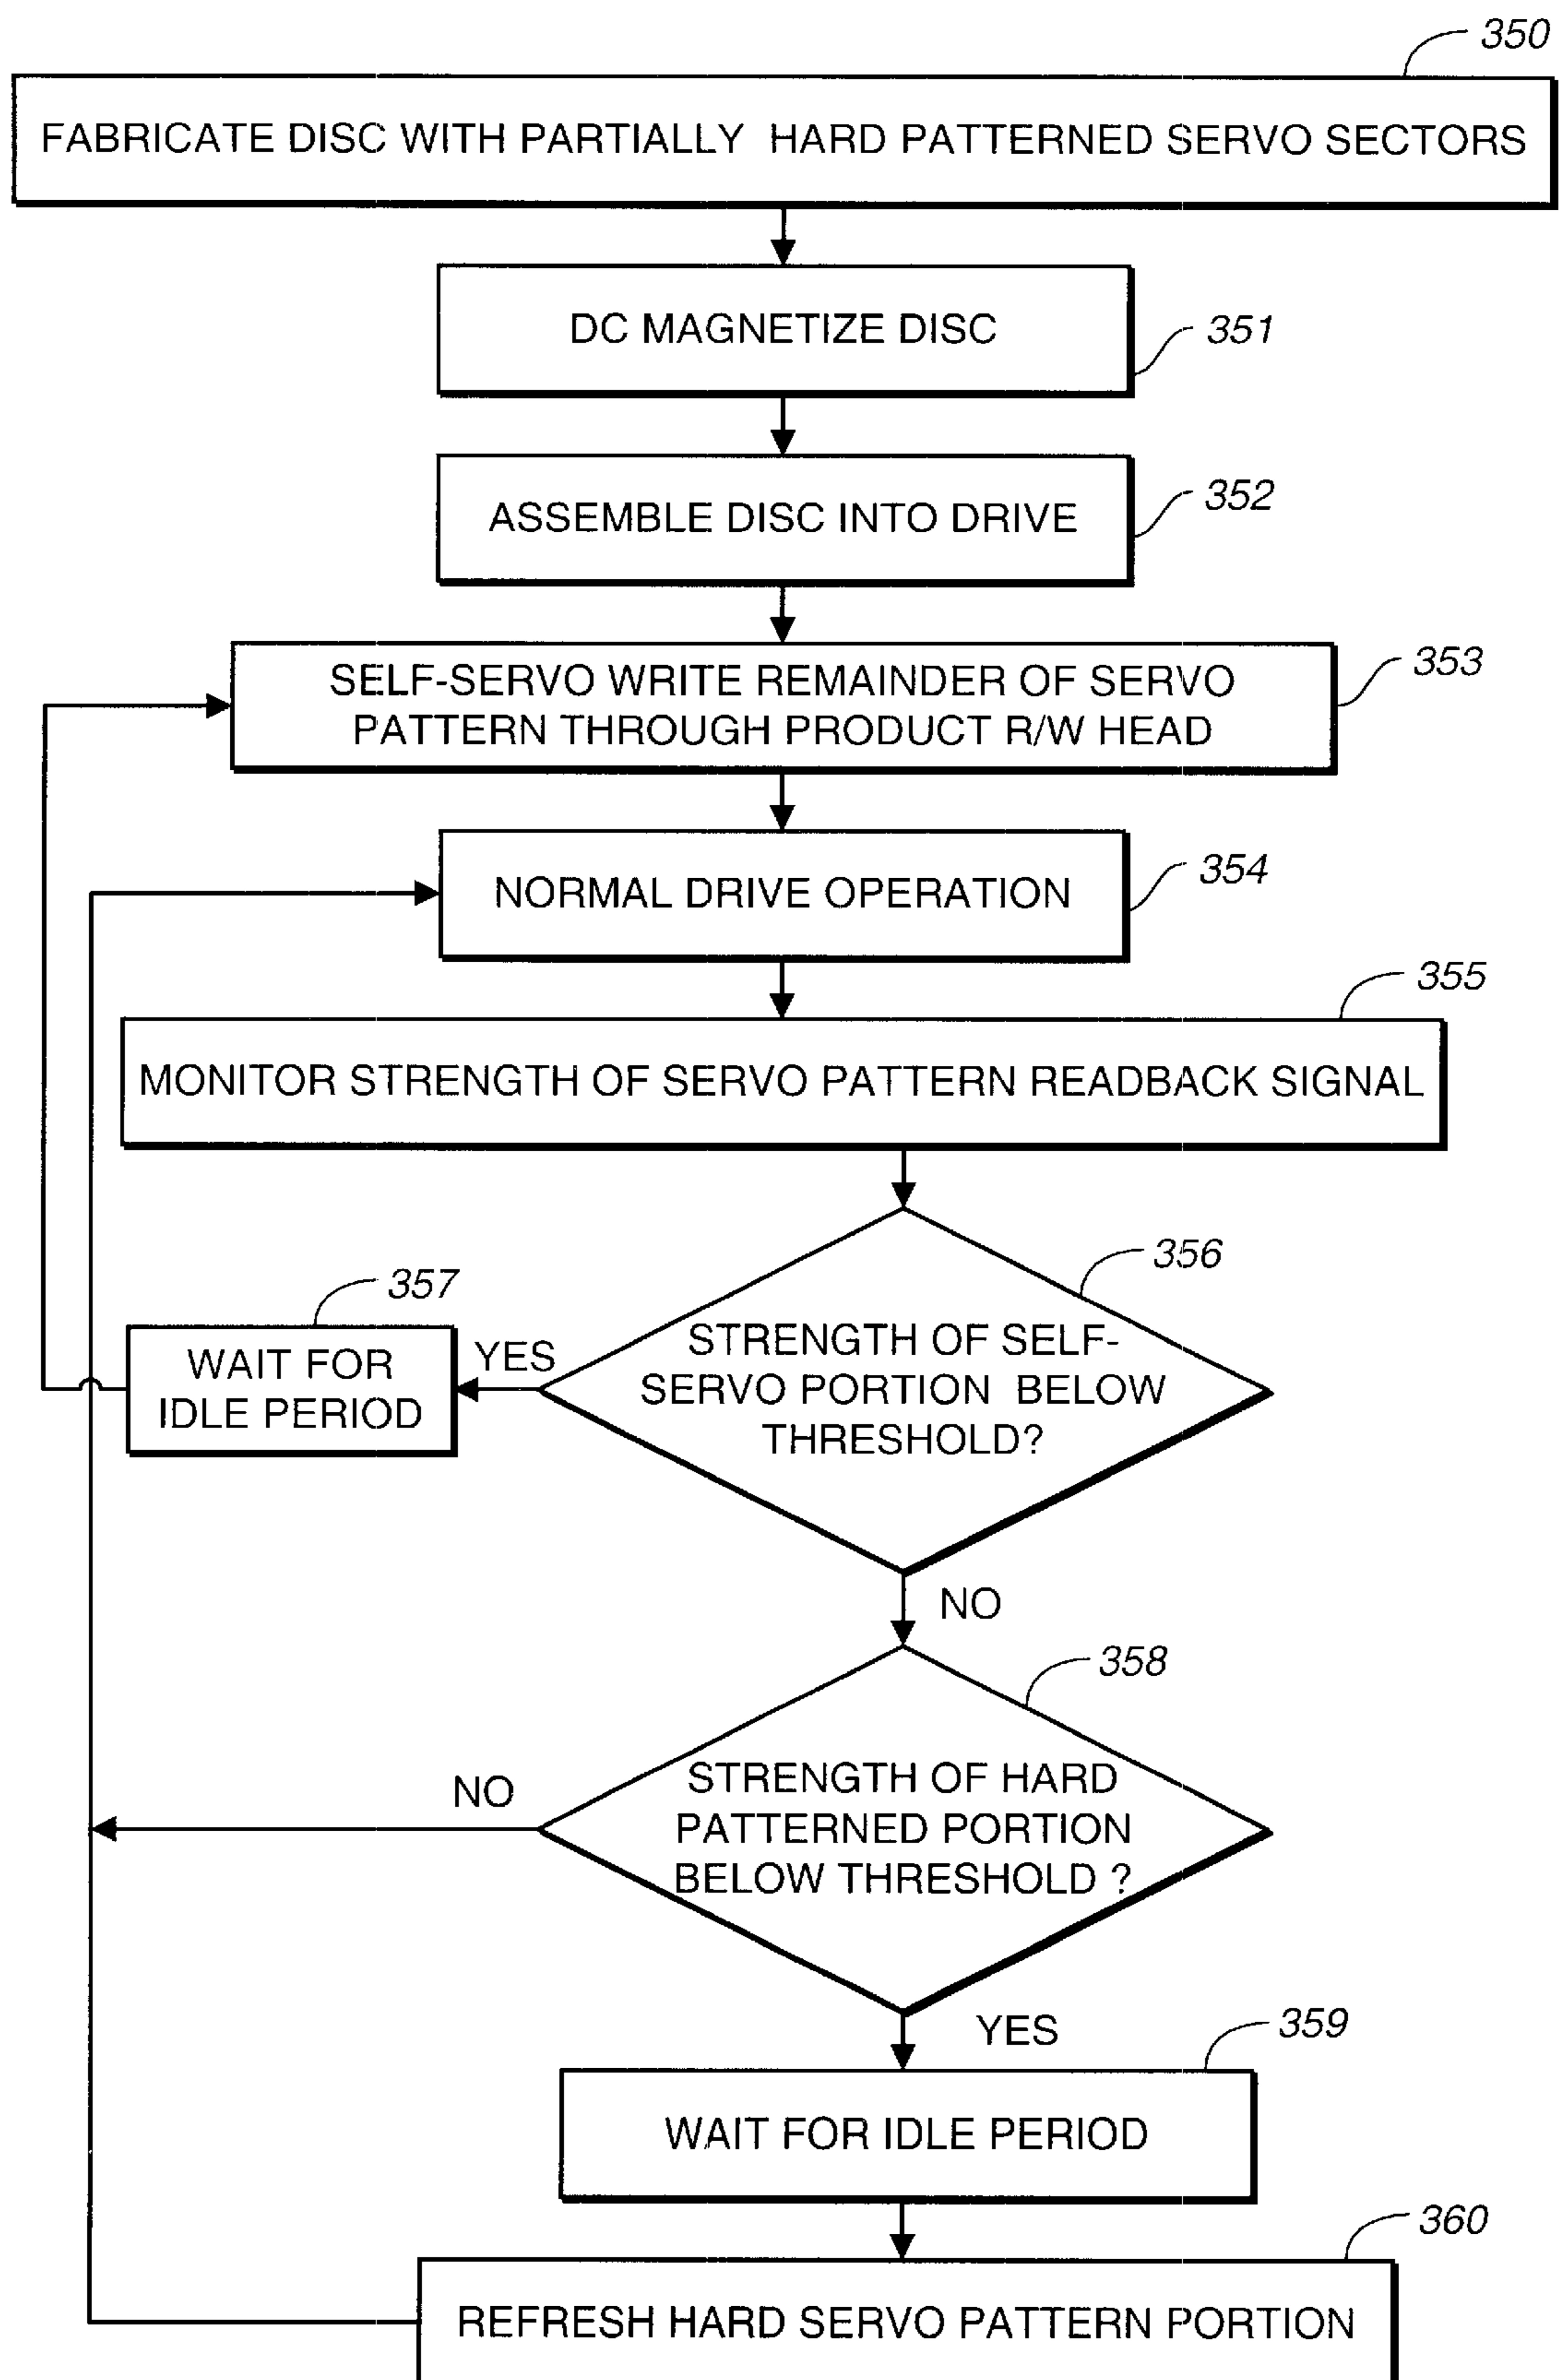 350
FABRICATE DISC WITH PARTIALLY HARD PATTERNED SERVO SECTORS
DC MAGNETIZE DISC
351
ASSEMBLE DISC INTO DRIVE
352
SELF-SERVO WRITE REMAINDER OF SERVO
PATTERN THROUGH PRODUCT R/W HEAD
353
NORMAL DRIVE OPERATION
354
355
MONITOR STRENGTH OF SERVO PATTERN READBACK SIGNAL
356
STRENGTH OF SELF-
SERVO PORTION BELOW
THRESHOLD?
YES
357
WAIT FOR
IDLE PERIOD
NO
358
STRENGTH OF HARD
PATTERNED PORTION
BELOW THRESHOLD ?
NO
YES
359
WAIT FOR IDLE PERIOD
360
REFRESH HARD SERVO PATTERN PORTION